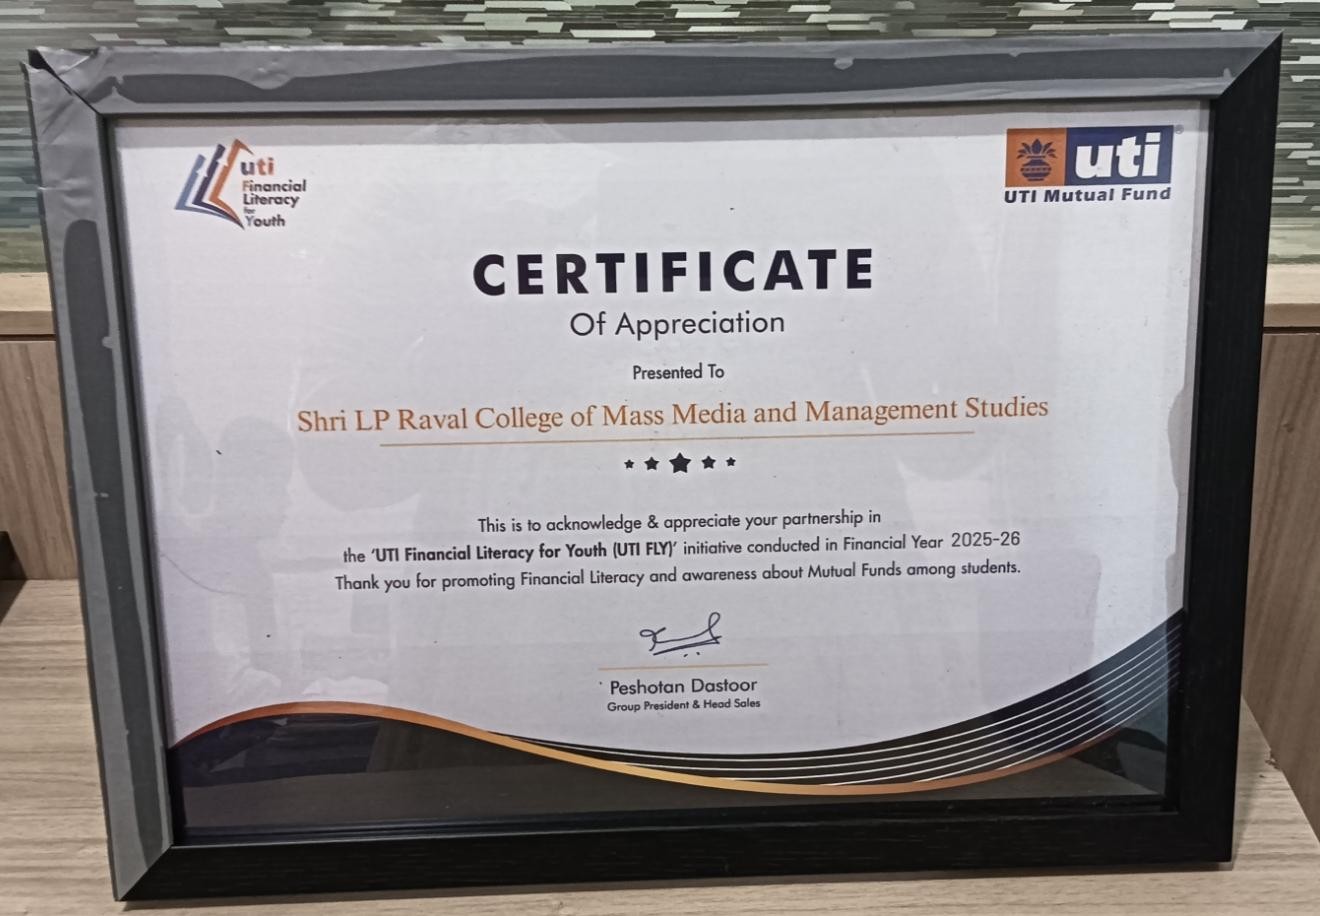 uti
Financial
Literacy
for
Youth
uti
UTI Mutual Fund
CERTIFICATE
Of Appreciation
Presented To
Shri LP Raval College of Mass Media and Management Studies
This is to acknowledge & appreciate your partnership in
the 'UTI Financial Literacy for Youth (UTI FLY)' initiative conducted in Financial Year 2025-26
Thank you for promoting Financial Literacy and awareness about Mutual Funds among students.
Peshotan Dastoor
Group President & Head Sales